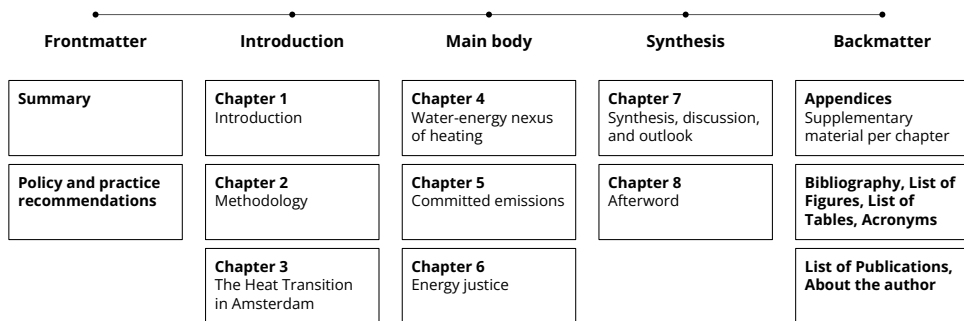 Frontmatter
Introduction
Main body
Synthesis
Backmatter
Summary
Policy and practice
recommendations
Chapter 1
Introduction
Chapter 2
Methodology
Chapter 3
The Heat Transition
in Amsterdam
Chapter 4
Water-energy nexus
of heating
Chapter 5
Committed emissions
Chapter 6
Energy justice
Chapter 7
Synthesis, discussion,
and outlook
Chapter 8
Afterword
Appendices
Supplementary
material per chapter
Bibliography, List of
Figures, List of
Tables, Acronyms
List of Publications,
About the author